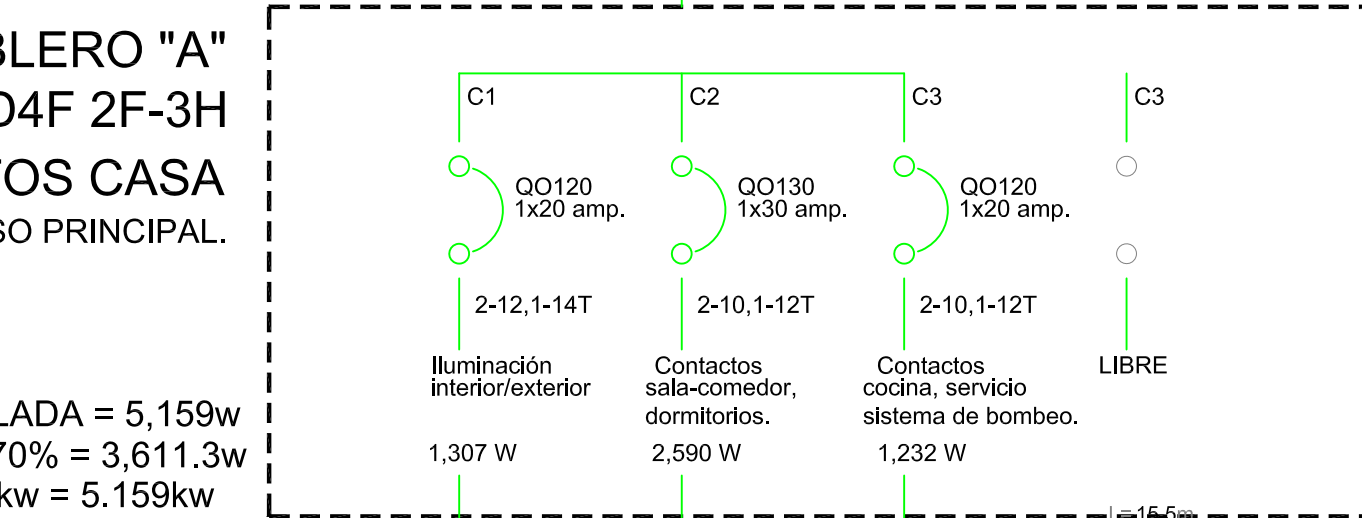 BLERO "A"
O4F 2F-3H
TOS CASA
SO PRINCIPAL.
LADA = 5,159w
70% = 3,611.3w
kw = 5.159kw
C1
QO120
1x20 amp.
2-12,1-14T
Iluminación
interior/exterior
1,307 W
C2
QO130
1x30 amp.
2-10,1-12T
Contactos
sala-comedor,
dormitorios.
2,590 W
C3
QO120
1x20 amp.
2-10,1-12T
Contactos
cocina, servicio
sistema de bombeo.
1,232 W
C3
LIBRE
L = 15.5m